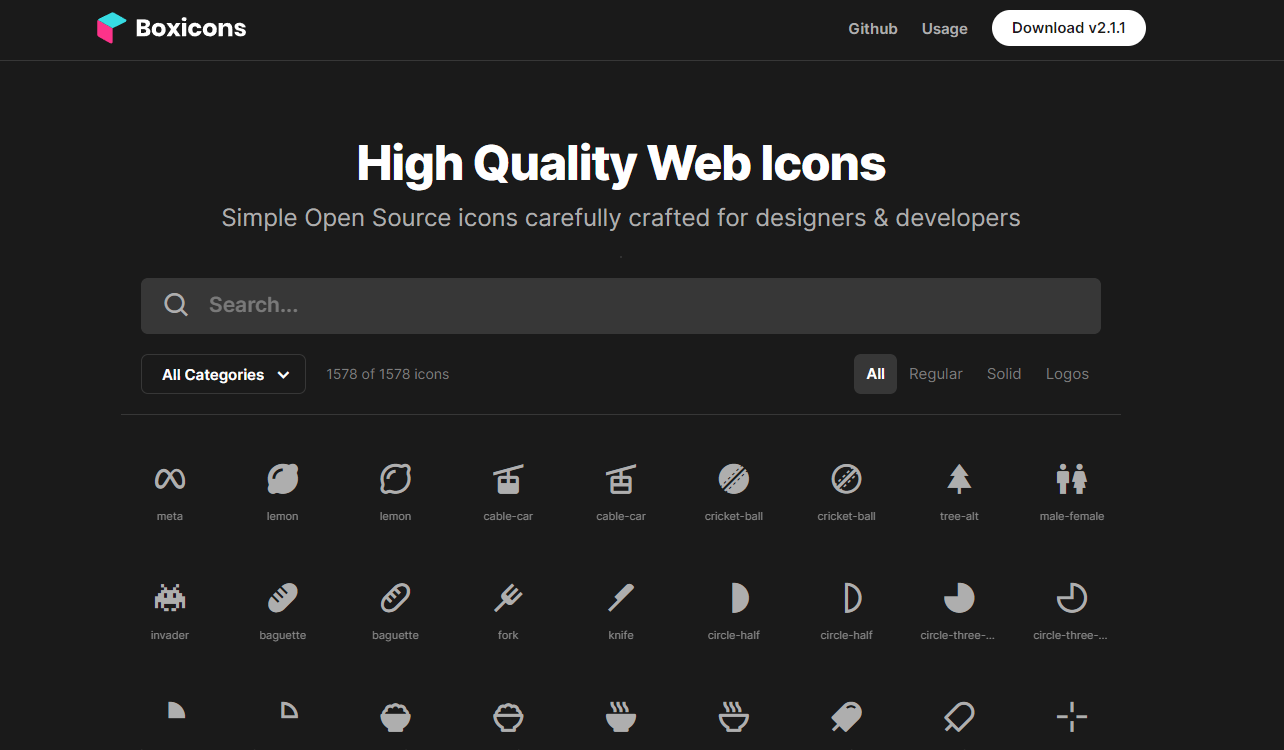 Boxicons
Github Usage Download v2.1.1
High Quality Web Icons
Simple Open Source icons carefully crafted for designers & developers
Search...
All Categories 1578 of 1578 icons All Regular Solid Logos
meta lemon lemon cable-car cable-car cricket-ball cricket-ball tree-alt male-female
invader baguette baguette fork knife circle-half circle-half circle-three-... circle-three-...